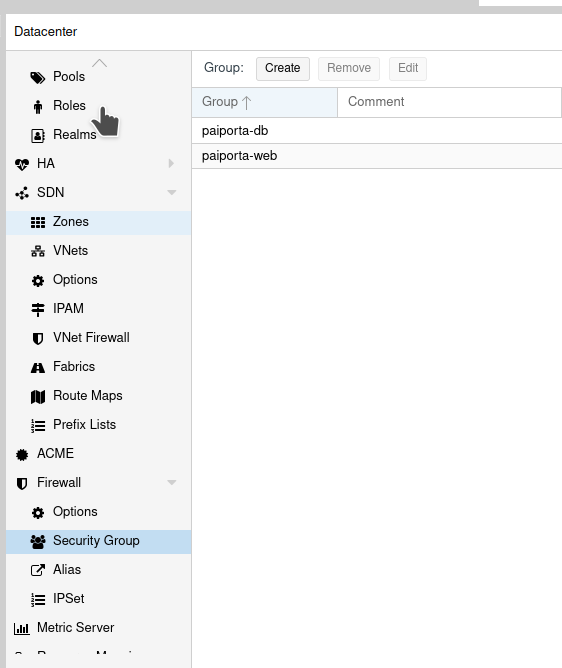 Datacenter
Pools
Roles
Realms
HA
SDN
Zones
VNets
Options
IPAM
VNet Firewall
Fabrics
Route Maps
Prefix Lists
ACME
Firewall
Options
Security Group
Alias
IPSet
Metric Server
Group: Create Remove Edit
Group Comment
paiporta-db
paiporta-web